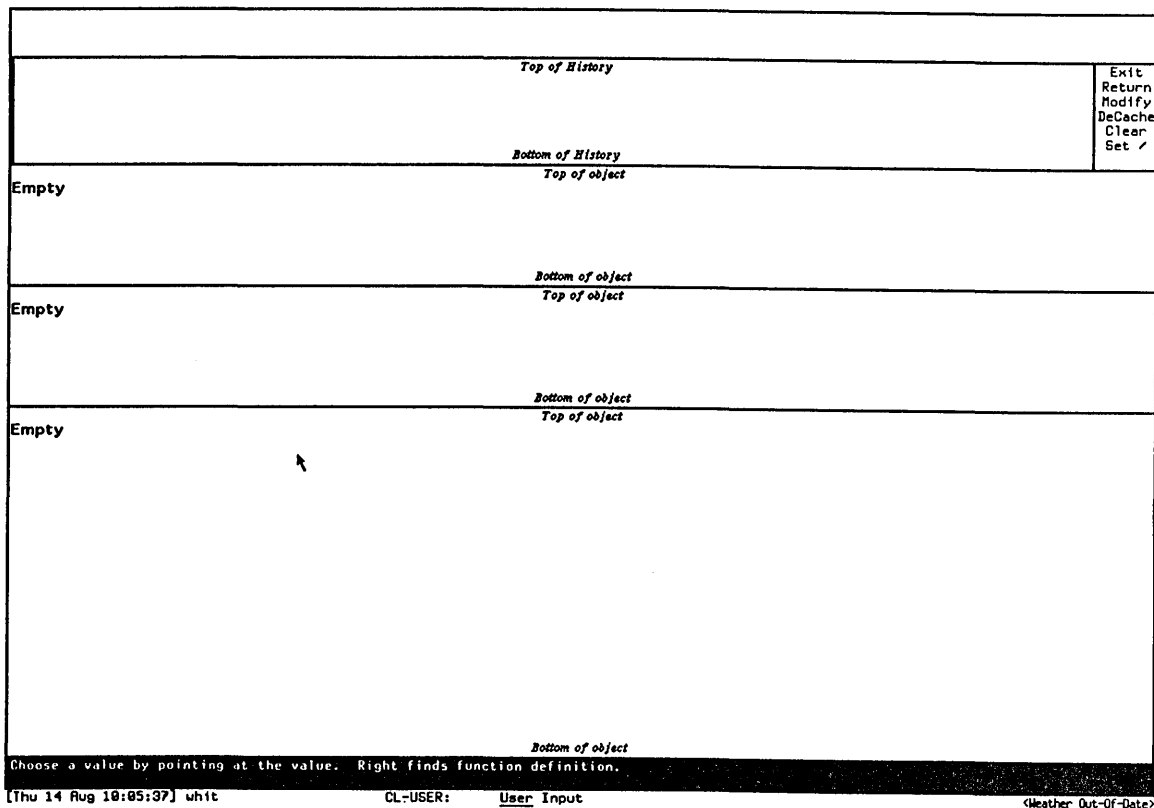 Top of History
Exit
Return
Modify
DeCache
Clear
Set /
Bottom of History
Top of object
Empty
Bottom of object
Top of object
Empty
Bottom of object
Top of object
Empty
Bottom of object
Choose a value by pointing at the value. Right finds function definition.
[Thu 14 Aug 10:05:37] whit CL-USER: User Input <Weather Out-Of-Date>